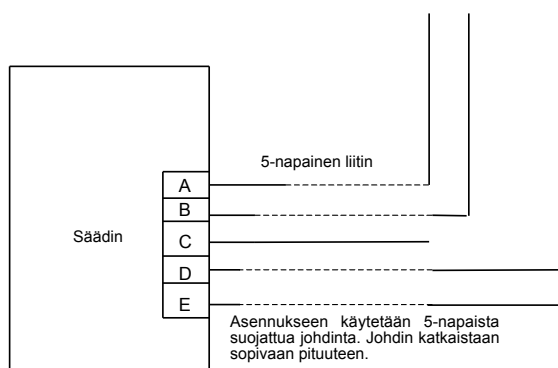 5-napainen liitin
A
B
Säädin
C
D
E
Asennukseen käytetään 5-napaista
suojattua johdinta. Johdin katkaistaan
sopivaan pituuteen.